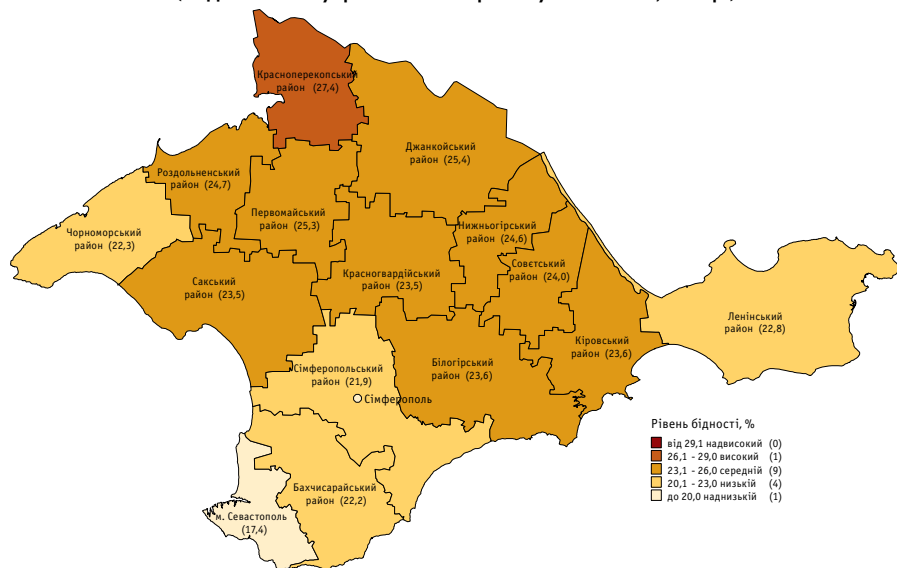 Красноперекопський
район (27,4)
Джанкойський
район (25,4)
Роздольненський
район (24,7)
Первомайський
район (25,3)
Нижньогірський
район (24,6)
Чорноморський
район (22,3)
Совєтський
район (24,0)
Сакський
район (23,5)
Красногвардійський
район (23,5)
Ленінський
район (22,8)
Кіровський
район (23,6)
Білогірський
район (23,6)
Сімферопольський
район (21,9)
Сімферополь
Бахчисарайський
район (22,2)
м. Севастополь
(17,4)
Рівень бідності, %
від 29,1 надвисокий (0)
26,1 - 29,0 високий (1)
23,1 - 26,0 середній (9)
20,1 - 23,0 низькій (4)
до 20,0 наднизькій (1)